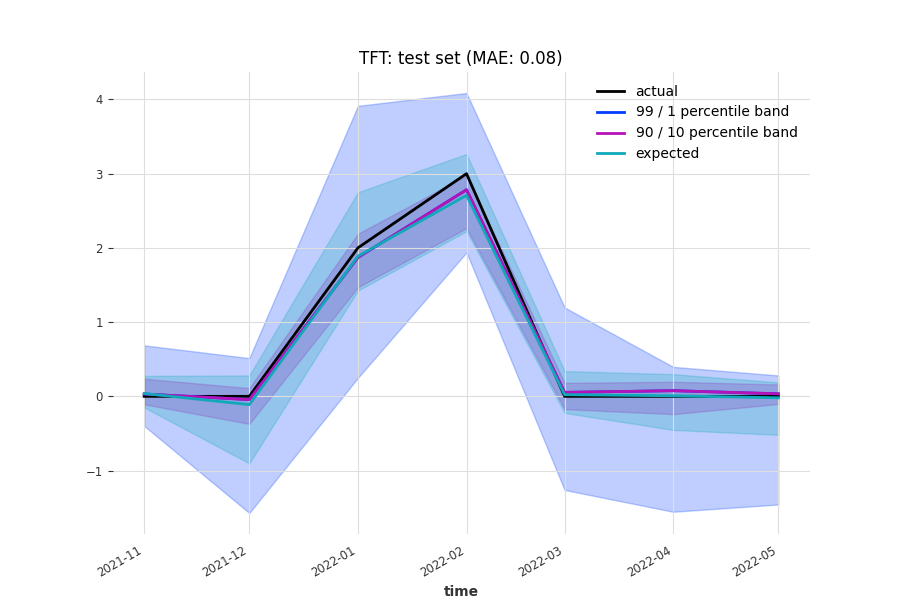 TFT: test set (MAE: 0.08)
actual
99 / 1 percentile band
90 / 10 percentile band
expected
4
3
2
1
0
−1
2021-11
2021-12
2022-01
2022-02
2022-03
2022-04
2022-05
time